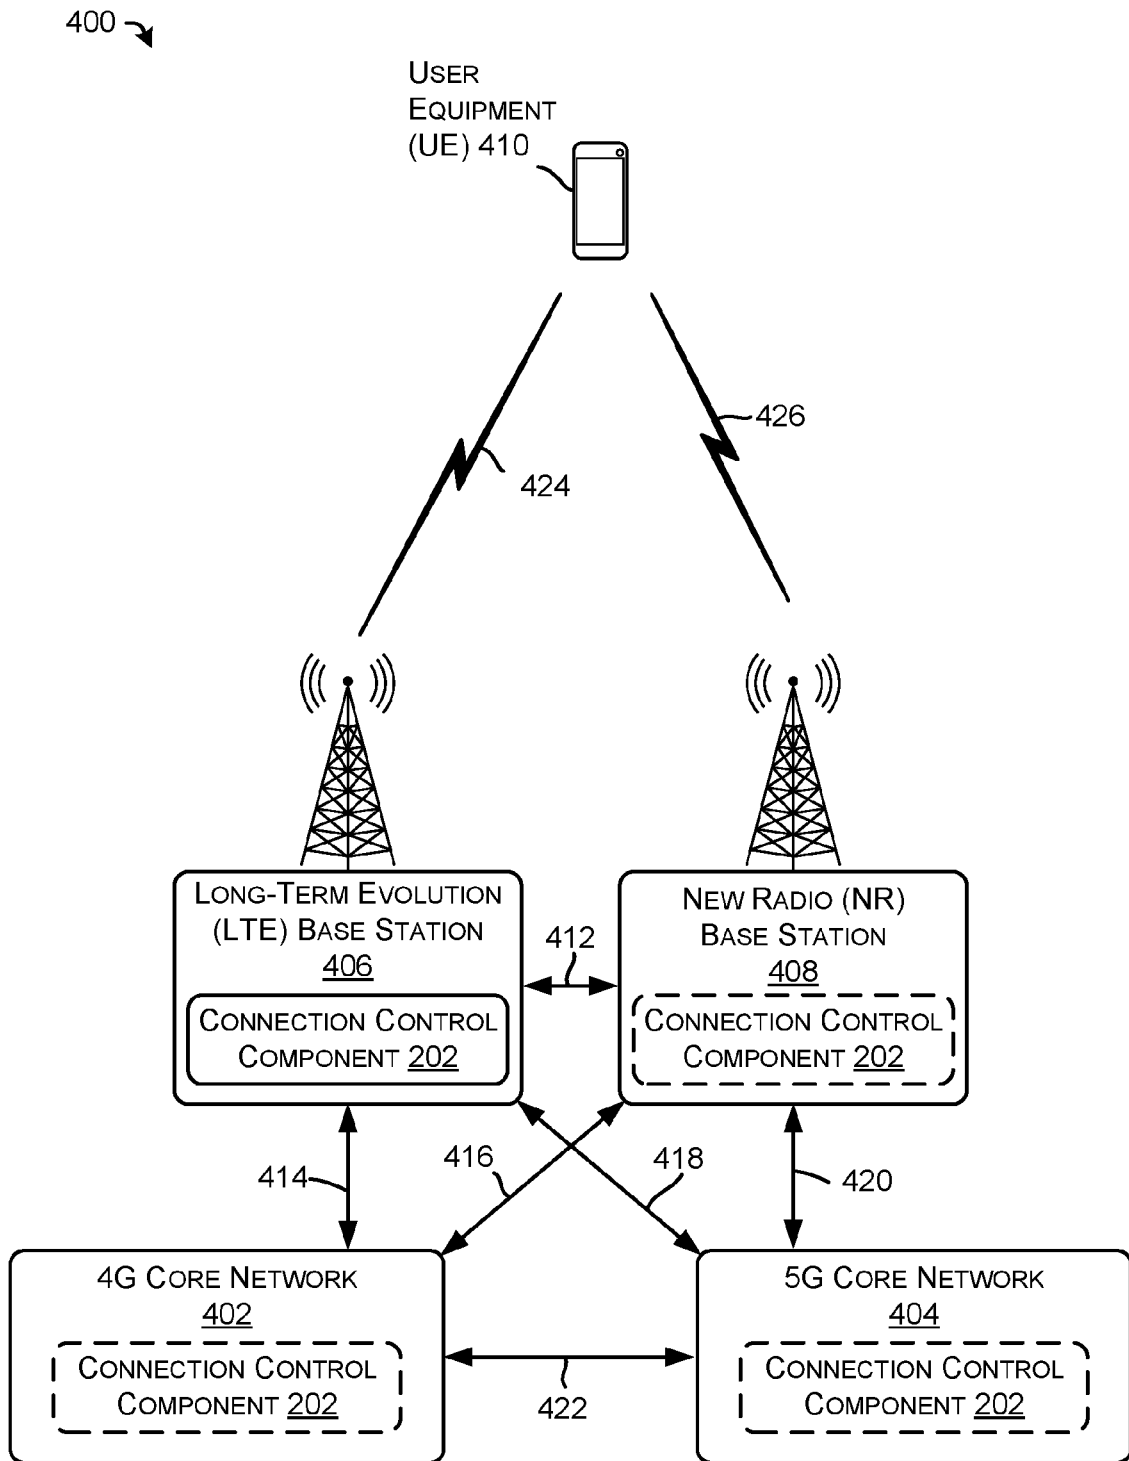 400
USER
EQUIPMENT
(UE) 410
426
424
LONG-TERM EVOLUTION
(LTE) BASE STATION
406
CONNECTION CONTROL
COMPONENT 202
412
NEW RADIO (NR)
BASE STATION
408
CONNECTION CONTROL
COMPONENT 202
414
416
418
420
4G CORE NETWORK
402
CONNECTION CONTROL
COMPONENT 202
422
5G CORE NETWORK
404
CONNECTION CONTROL
COMPONENT 202